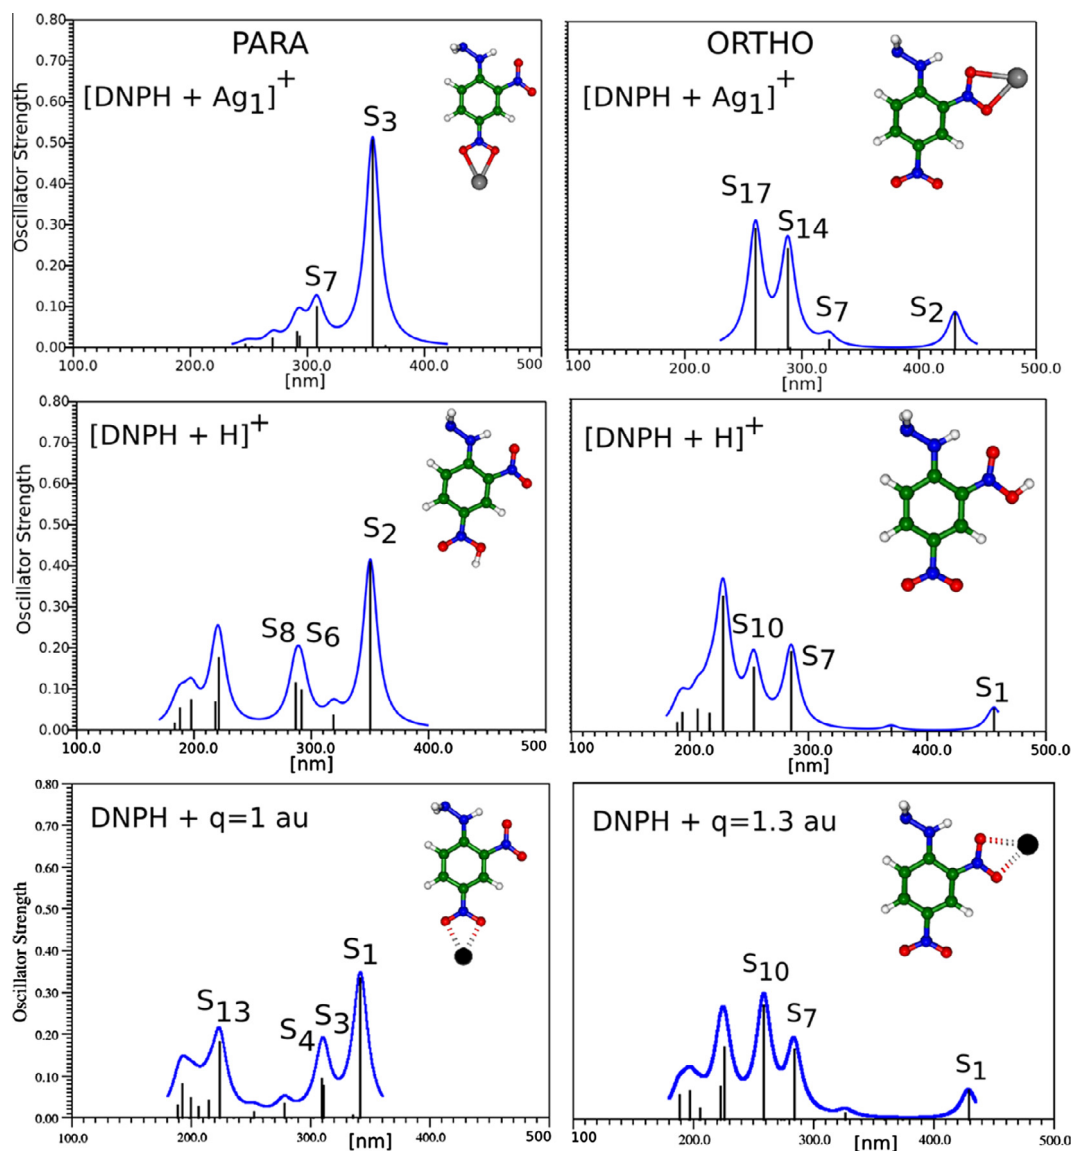 PARA
[DNPH + Ag1]+
S3
S7
Oscillator Strength
0.80
0.70
0.60
0.50
0.40
0.30
0.20
0.10
0.00
100.0
300.0
500
[nm]
ORTHO
[DNPH + Ag1]+
S17
S14
S7
S2
100
200.0
300.0
400.0
500.0
[nm]
[DNPH + H]+
S2
S8 S6
Oscillator Strength
0.80
0.70
0.60
0.50
0.40
0.30
0.20
0.10
0.00
100.0
200.0
300.0
400.0
500
[nm]
[DNPH + H]+
S10
S7
S1
100
200.0
300.0
400.0
500.0
[nm]
DNPH + q=1 au
S1
S13
S4 S3
Oscillator Strength
0.80
0.70
0.60
0.50
0.40
0.30
0.20
0.10
0.00
100.0
200.0
300.0
400.0
500
[nm]
DNPH + q=1.3 au
S10
S7
S1
100
200.0
300.0
400.0
500.0
[nm]